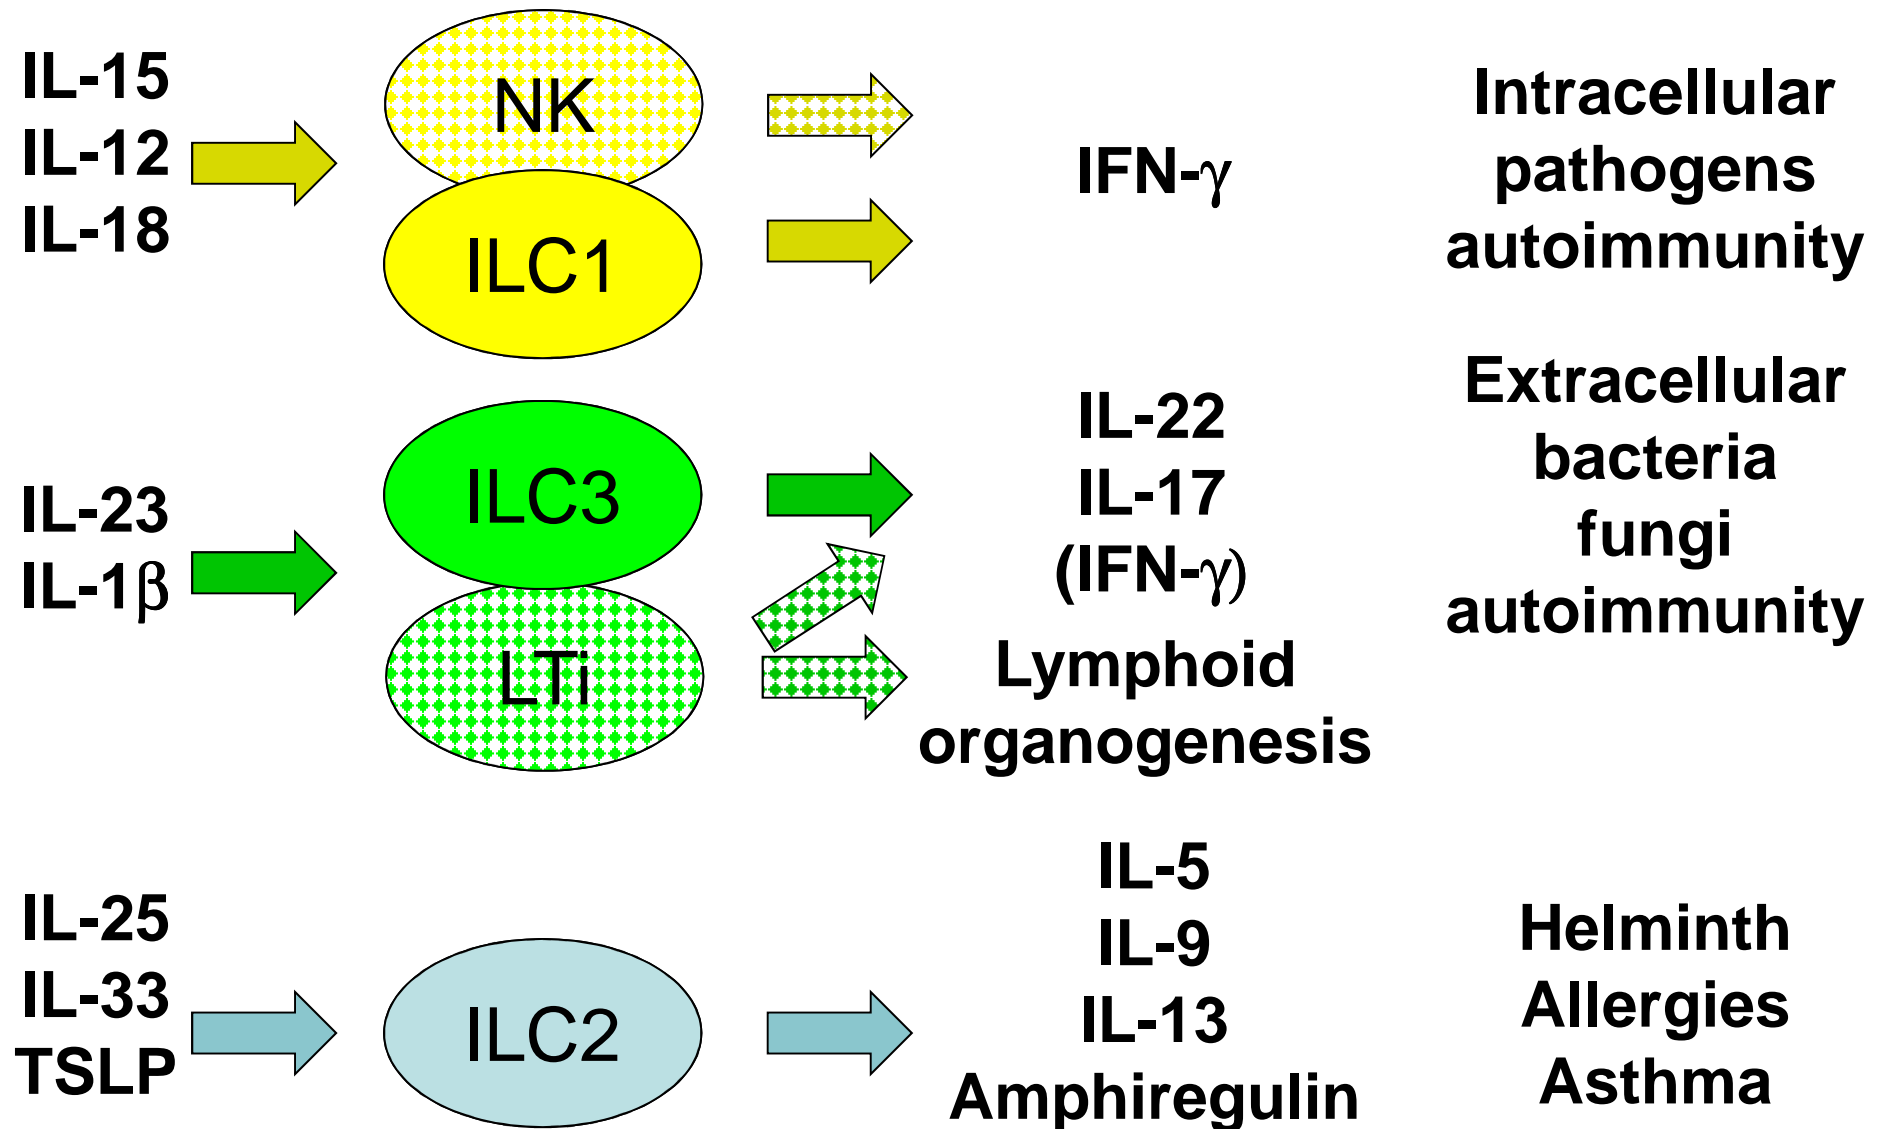 IL-15
IL-12
IL-18
NK
ILC1
IFN-γ
Intracellular
pathogens
autoimmunity
IL-23
IL-1β
ILC3
LTi
IL-22
IL-17
(IFN-γ)
Lymphoid
organogenesis
Extracellular
bacteria
fungi
autoimmunity
IL-25
IL-33
TSLP
ILC2
IL-5
IL-9
IL-13
Amphiregulin
Helminth
Allergies
Asthma